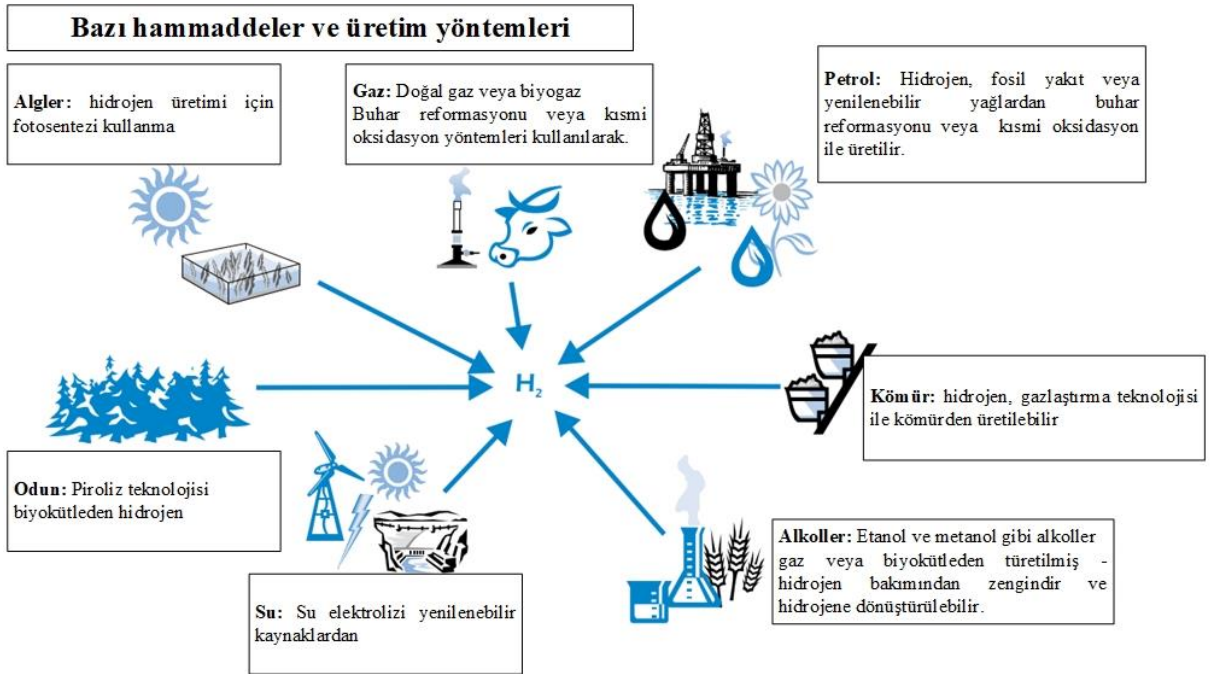 Bazı hammaddeler ve üretim yöntemleri
Algler: hidrojen üretimi için
fotosentezi kullanma
Gaz: Doğal gaz veya biyogaz
Buhar reformasyonu veya kısmi
oksidasyon yöntemleri kullanılarak.
Petrol: Hidrojen, fosil yakıt veya
yenilenebilir yağlardan buhar
reformasyonu veya kısmi oksidasyon
ile üretilir.
H₂
Kömür: hidrojen, gazlaştırma teknolojisi
ile kömürden üretilebilir
Odun: Piroliz teknolojisi
biyokütleden hidrojen
Alkoller: Etanol ve metanol gibi alkoller
gaz veya biyokütleden türetilmiş -
hidrojen bakımından zengindir ve
hidrojene dönüştürülebilir.
Su: Su elektrolizi yenilenebilir
kaynaklardan